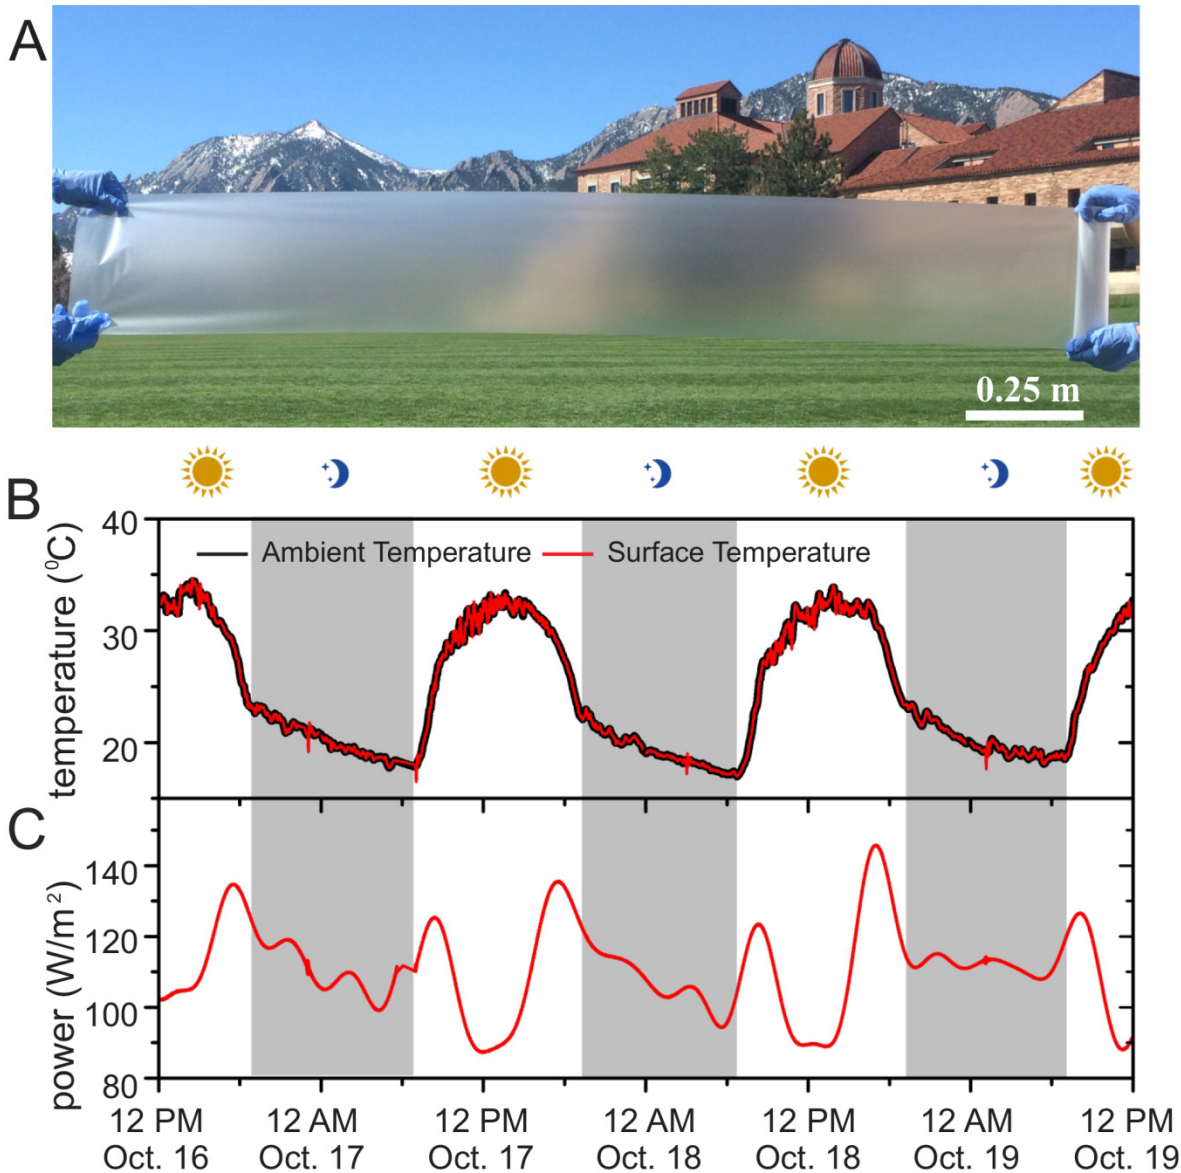 A
0.25 m
B
40
30
20
temperature (⁰C)
Ambient Temperature
Surface Temperature
C
140
120
100
80
power (W/m²)
12 PM 12 AM 12 PM 12 AM 12 PM 12 AM 12 PM
Oct. 16 Oct. 17 Oct. 17 Oct. 18 Oct. 18 Oct. 19 Oct. 19